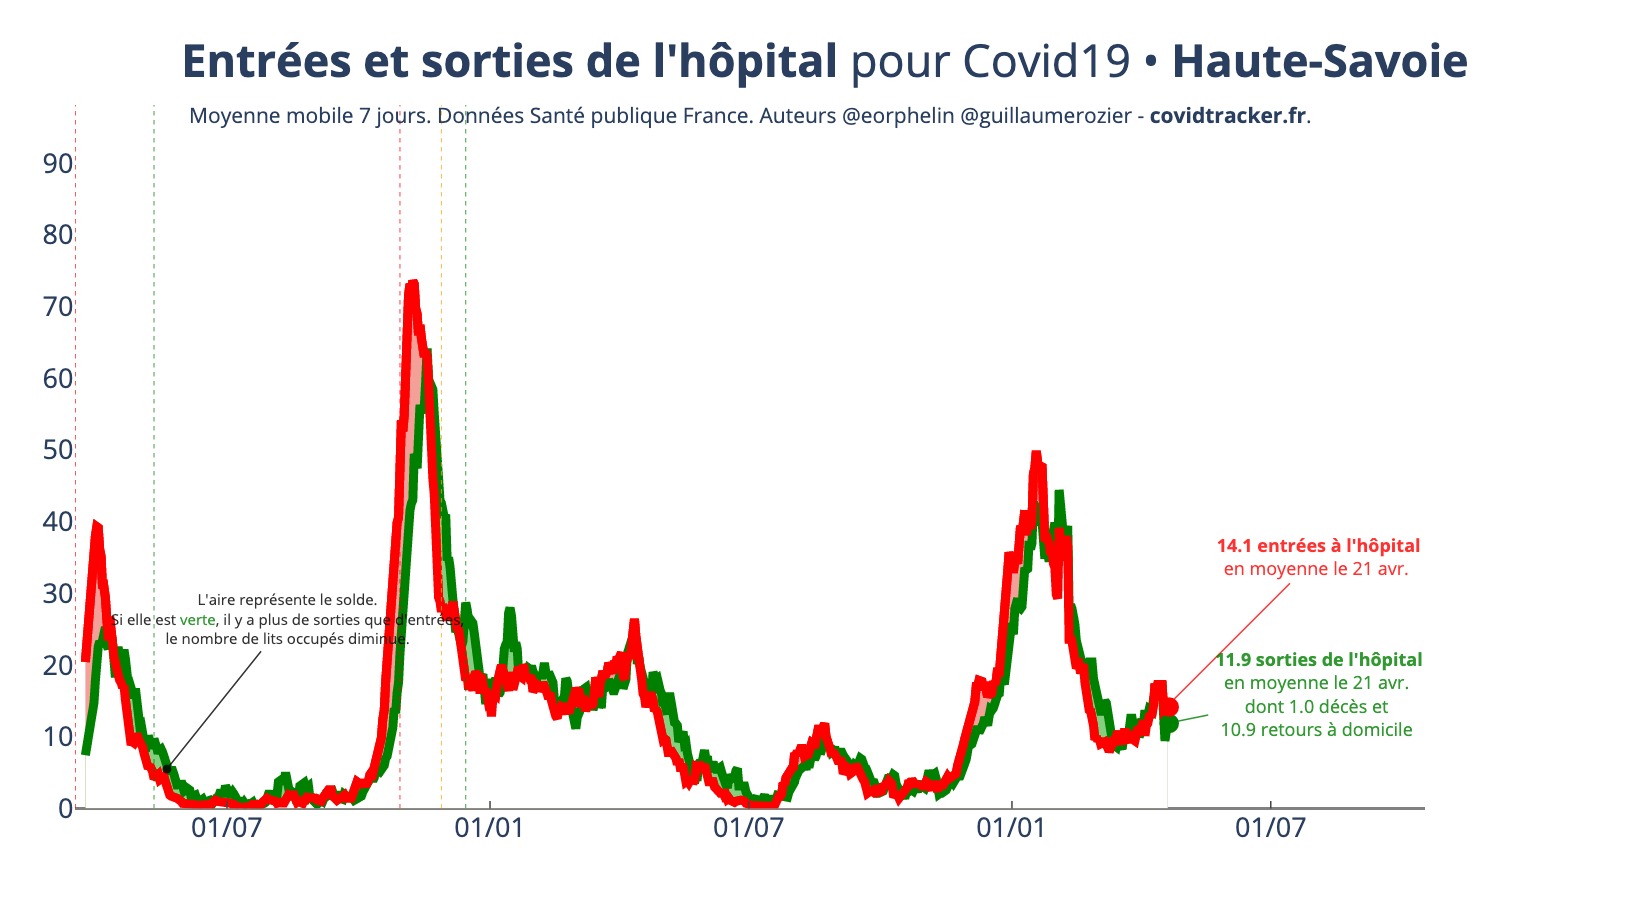 Entrées et sorties de l'hôpital pour Covid19 • Haute-Savoie
Moyenne mobile 7 jours. Données Santé publique France. Auteurs @eorphelin @guillaumerozier - covidtracker.fr.
90
80
70
60
50
40
30
20
10
0
L'aire représente le solde.
Si elle est verte, il y a plus de sorties que d'entrées,
le nombre de lits occupés diminue.
14.1 entrées à l'hôpital
en moyenne le 21 avr.
11.9 sorties de l'hôpital
en moyenne le 21 avr.
dont 1.0 décès et
10.9 retours à domicile
01/07 01/01 01/07 01/01 01/07